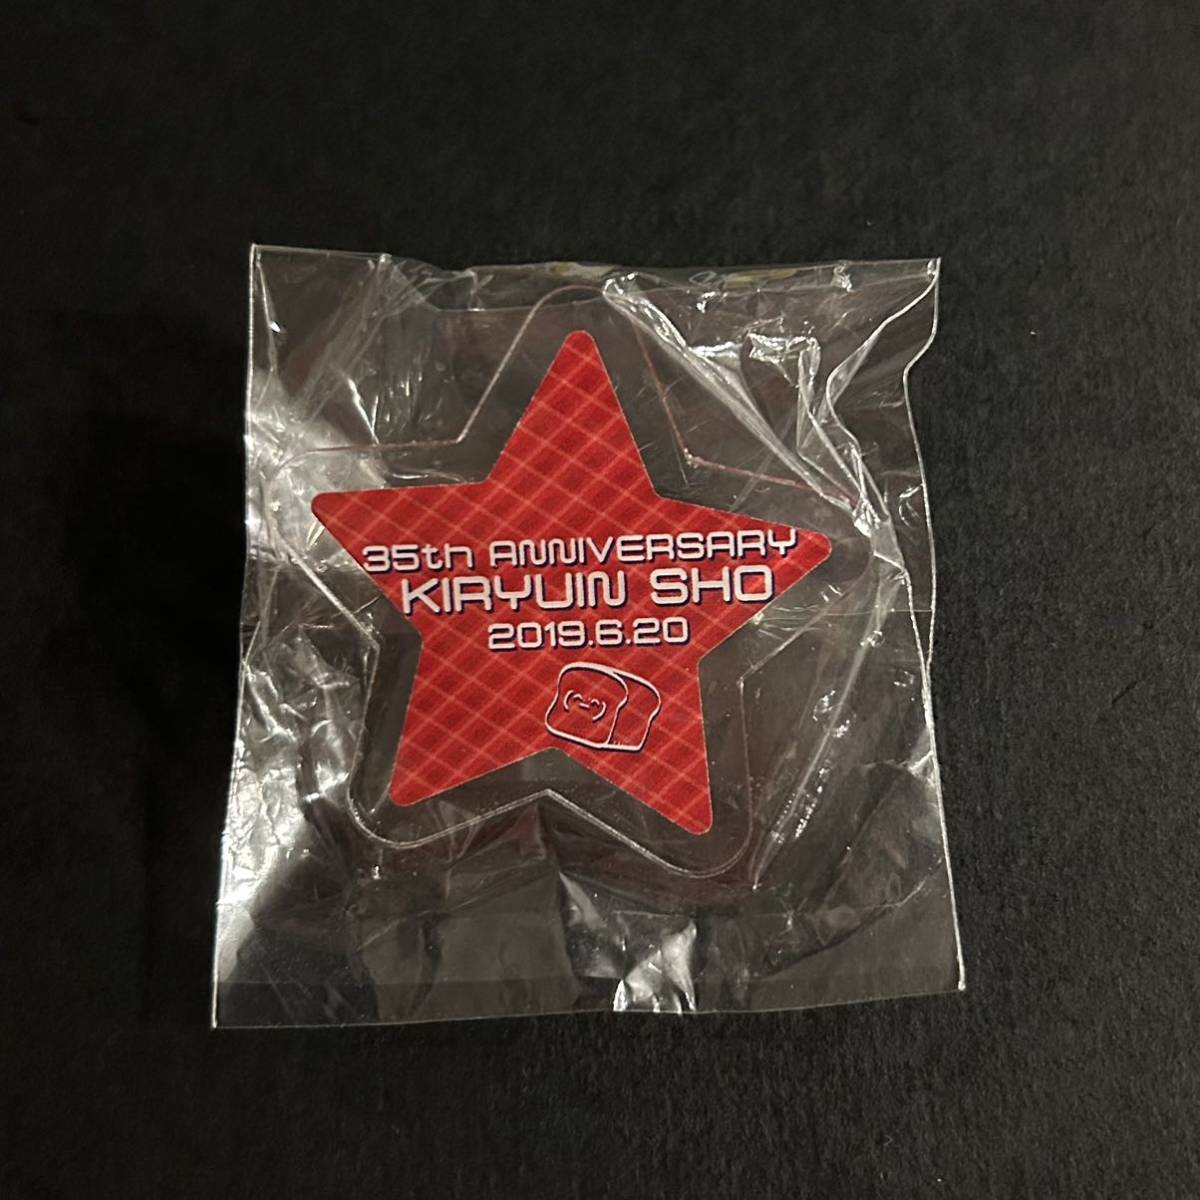 35th ANNIVERSARY
KIRYUIN SHO
2019.6.20